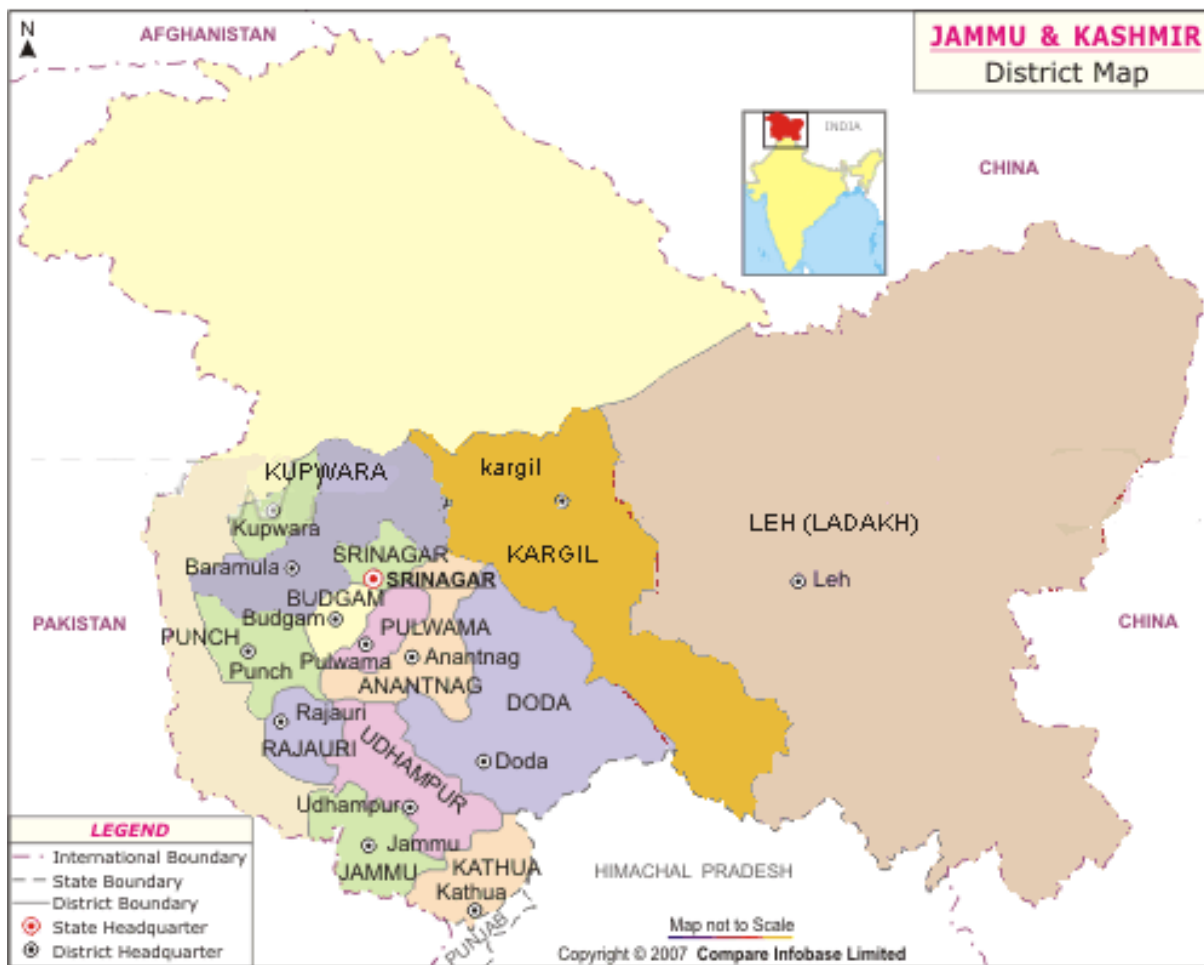 N
AFGHANISTAN
JAMMU & KASHMIR
District Map
INDIA
CHINA
KUPWARA
kargil
Kupwara
LEH (LADAKH)
SRINAGAR
KARGIL
Baramula
SRINAGAR
Leh
BUDGAM
Budgam
PAKISTAN
PUNCH
PULWAMA
CHINA
Punch
Pulwama
Anantnag
ANANTNAG
DODA
Rajauri
RAJAURI
UDHAMPUR
Doda
Udhampur
Jammu
JAMMU
KATHUA
Kathua
HIMACHAL PRADESH
PUNJAB
LEGEND
International Boundary
State Boundary
District Boundary
State Headquarter
District Headquarter
Map not to Scale
Copyright © 2007 Compare Infobase Limited